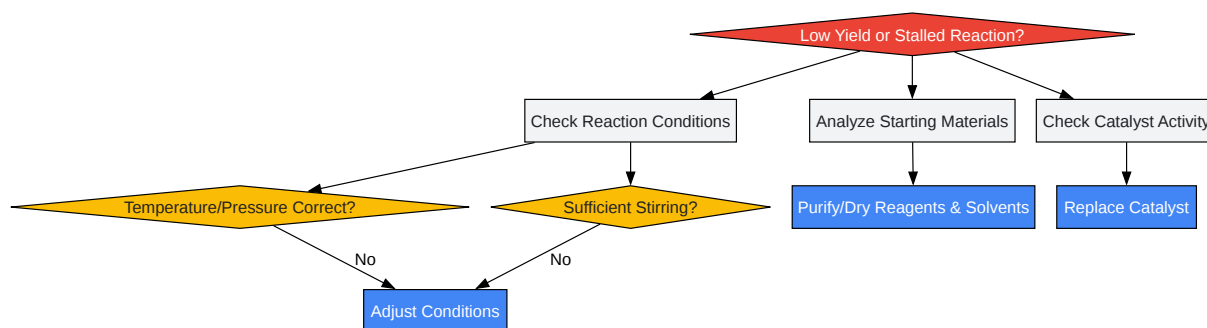 Low Yield or Stalled Reaction?
Check Reaction Conditions
Analyze Starting Materials
Check Catalyst Activity
Temperature/Pressure Correct?
Sufficient Stirring?
Purify/Dry Reagents & Solvents
Replace Catalyst
No
No
Adjust Conditions